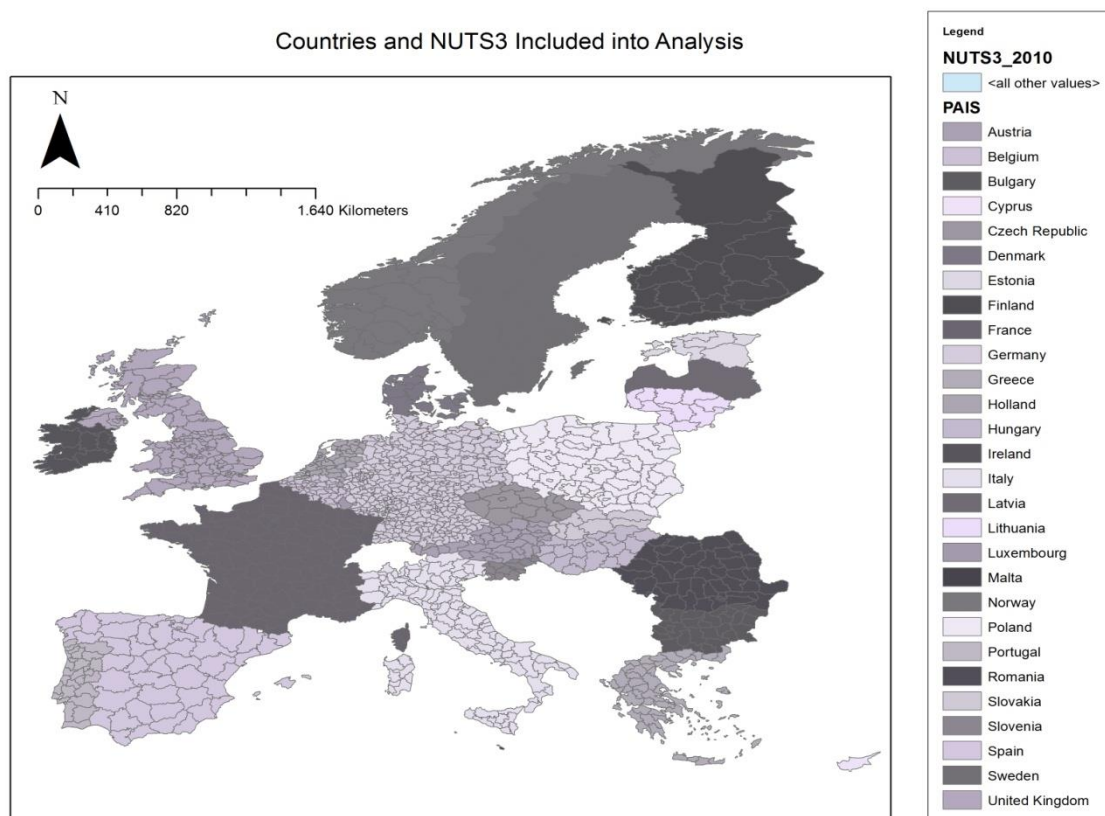 Countries and NUTS3 Included into Analysis
N
0 410 820 1.640 Kilometers
Legend
NUTS3_2010
<all other values>
PAIS
Austria
Belgium
Bulgary
Cyprus
Czech Republic
Denmark
Estonia
Finland
France
Germany
Greece
Holland
Hungary
Ireland
Italy
Latvia
Lithuania
Luxembourg
Malta
Norway
Poland
Portugal
Romania
Slovakia
Slovenia
Spain
Sweden
United Kingdom